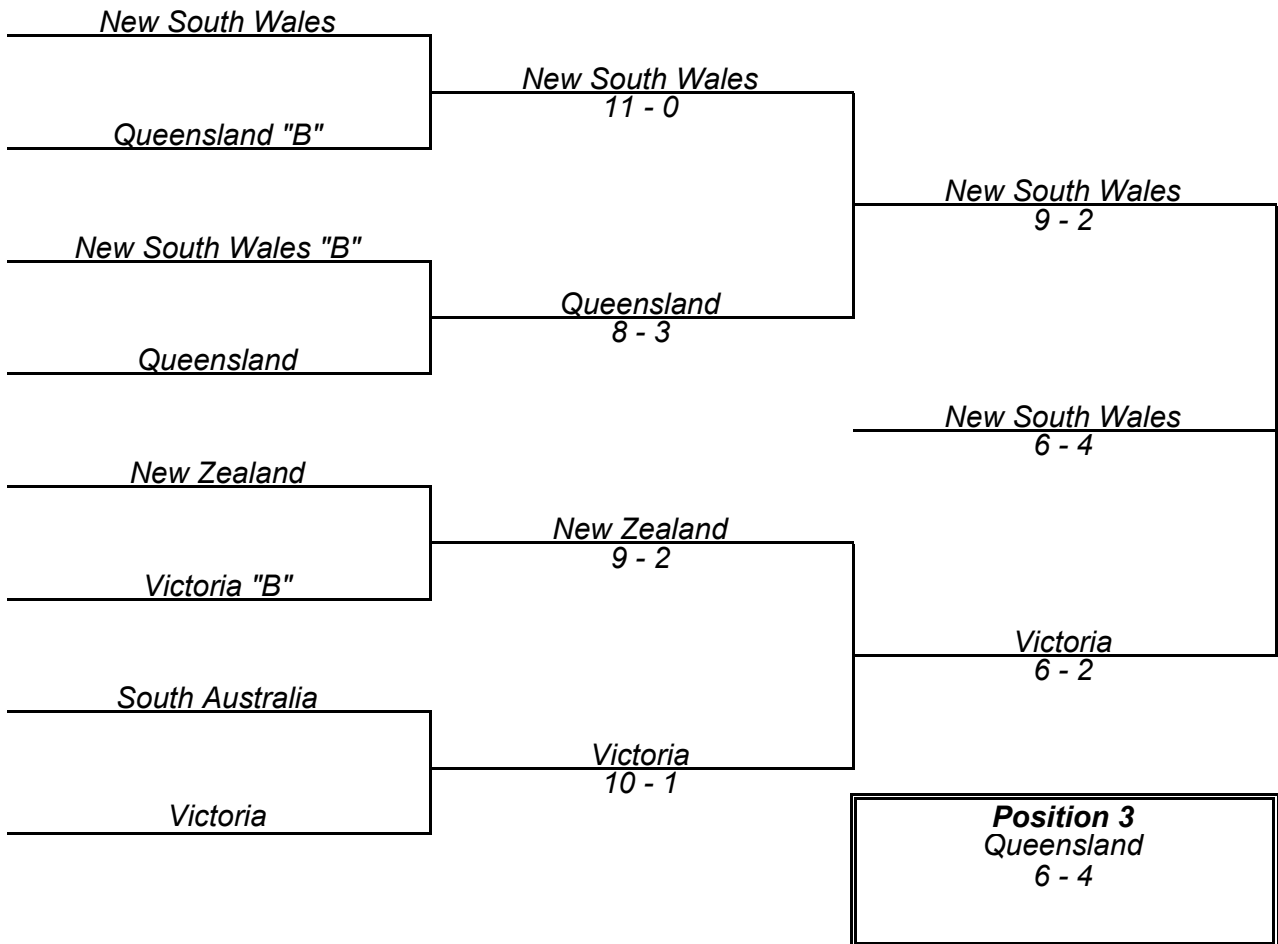 New South Wales
New South Wales
11 - 0
Queensland "B"
New South Wales
9 - 2
New South Wales "B"
Queensland
8 - 3
Queensland
New South Wales
6 - 4
New Zealand
New Zealand
9 - 2
Victoria "B"
Victoria
6 - 2
South Australia
Victoria
10 - 1
Victoria
Position 3
Queensland
6 - 4